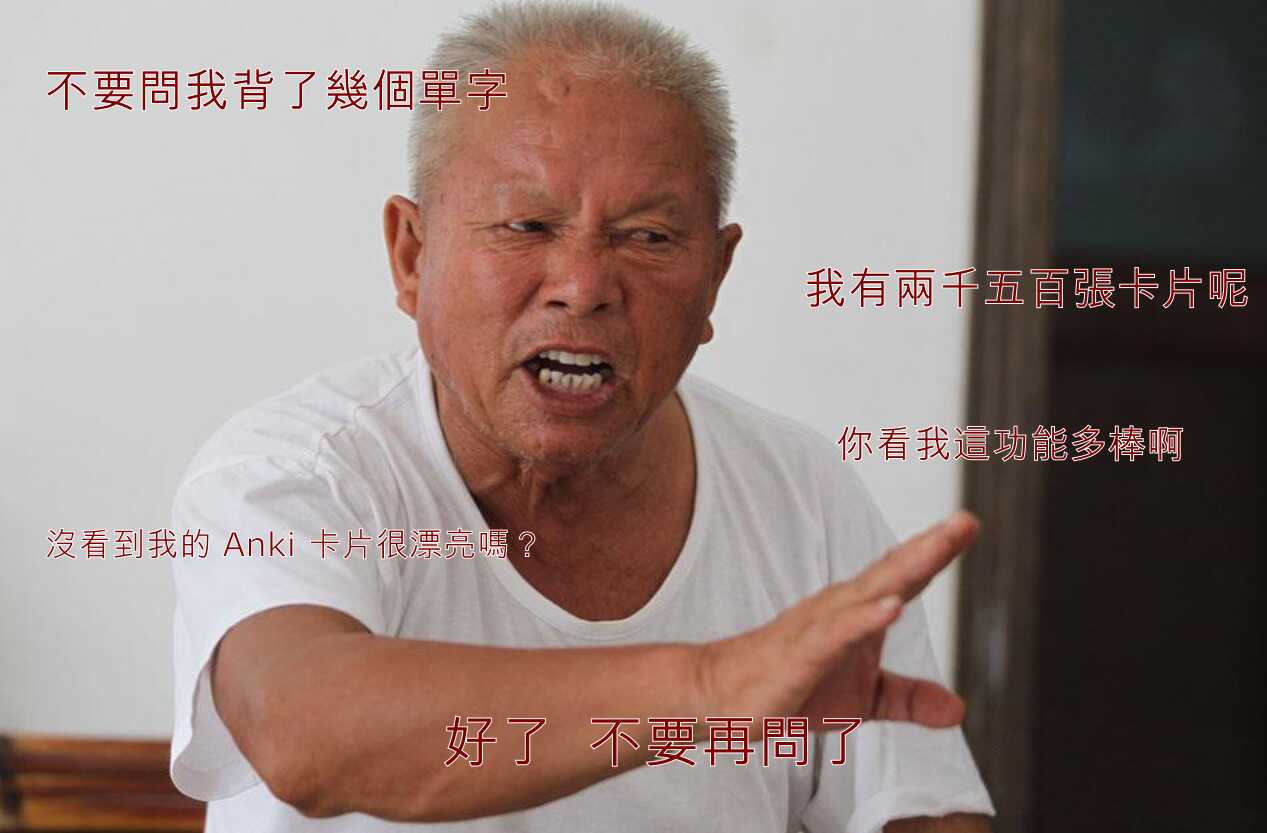 不要問我背了幾個單字
我有兩千五百張卡片呢
你看我這功能多棒啊
沒看到我的 Anki 卡片很漂亮嗎？
好了 不要再問了